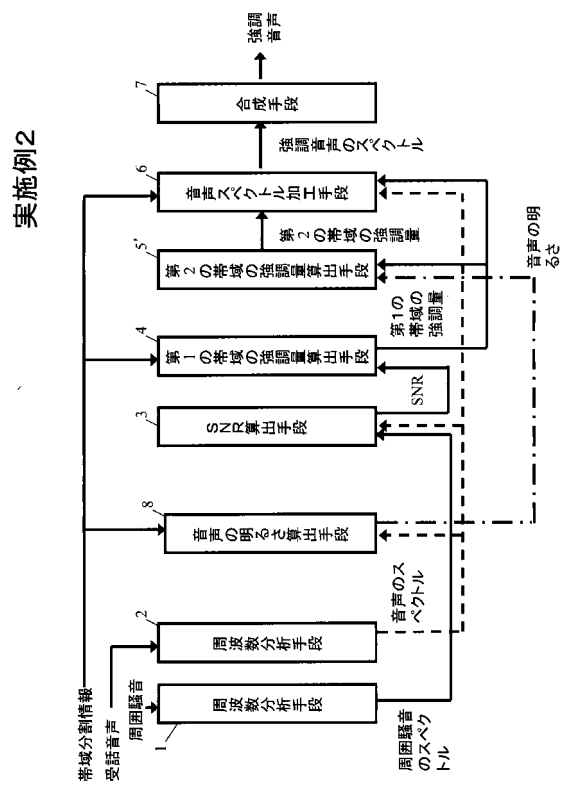 実施例2
帯域分割情報
受話音声
周囲騒音
1
周波数分析手段
周囲騒音
のスペク
トル
2
周波数分析手段
音声のス
ペクトル
8
音声の明るさ算出手段
3
SNR算出手段
SNR
4
第1の帯域の強調量算出手段
第1の
帯域の
強調量
5'
第2の帯域の強調量算出手段
第2の帯域の強調量
音声の明
るさ
6
音声スペクトル加工手段
強調音声のスペクトル
7
合成手段
強調
音声